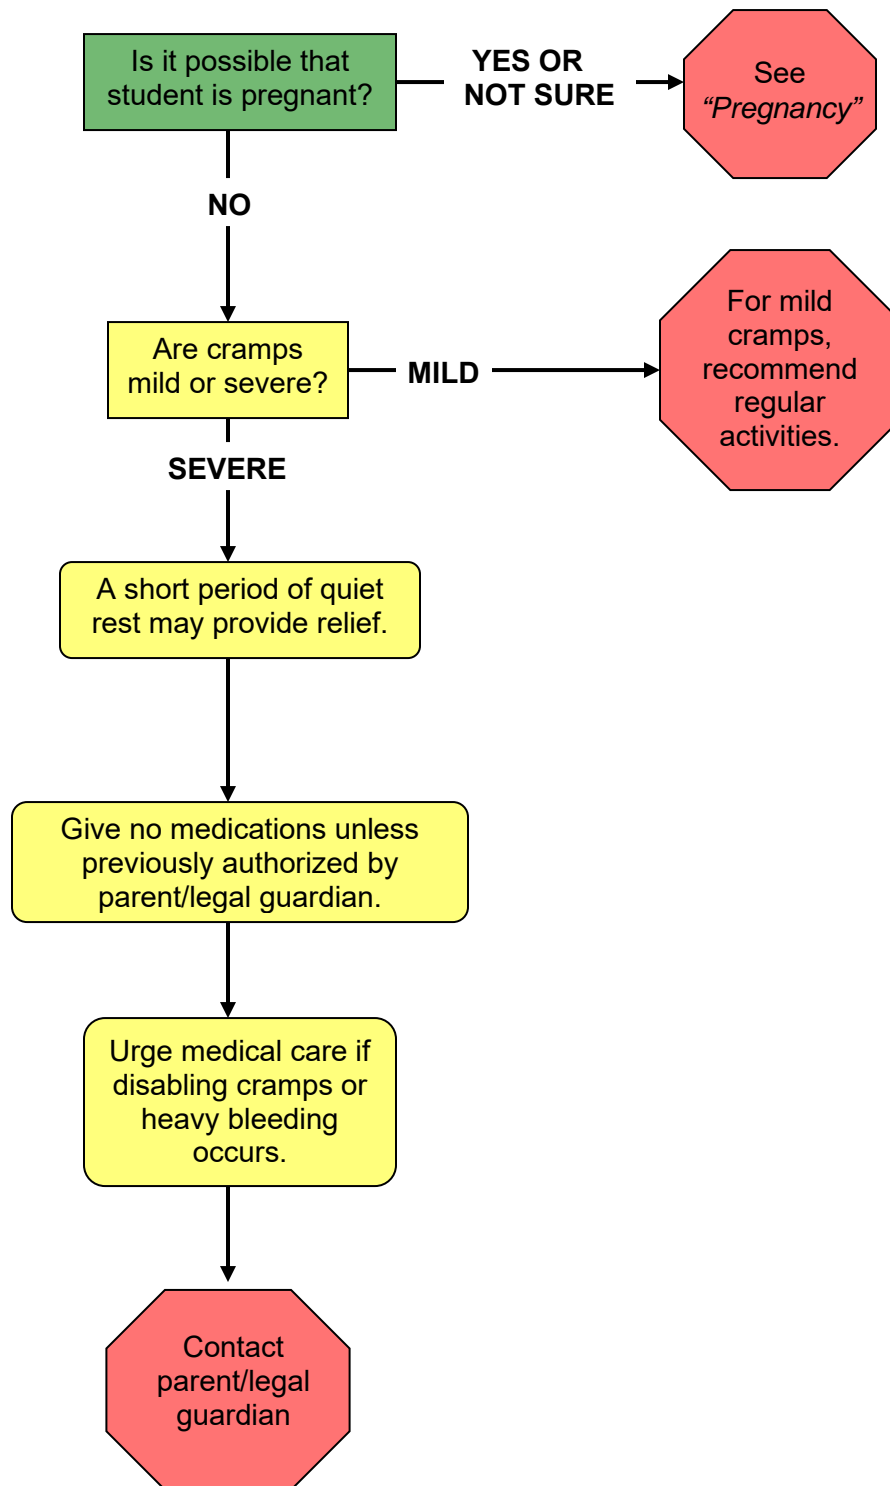 Is it possible that
student is pregnant?
YES OR
NOT SURE
See
“Pregnancy”
NO
Are cramps
mild or severe?
MILD
For mild
cramps,
recommend
regular
activities.
SEVERE
A short period of quiet
rest may provide relief.
Give no medications unless
previously authorized by
parent/legal guardian.
Urge medical care if
disabling cramps or
heavy bleeding
occurs.
Contact
parent/legal
guardian